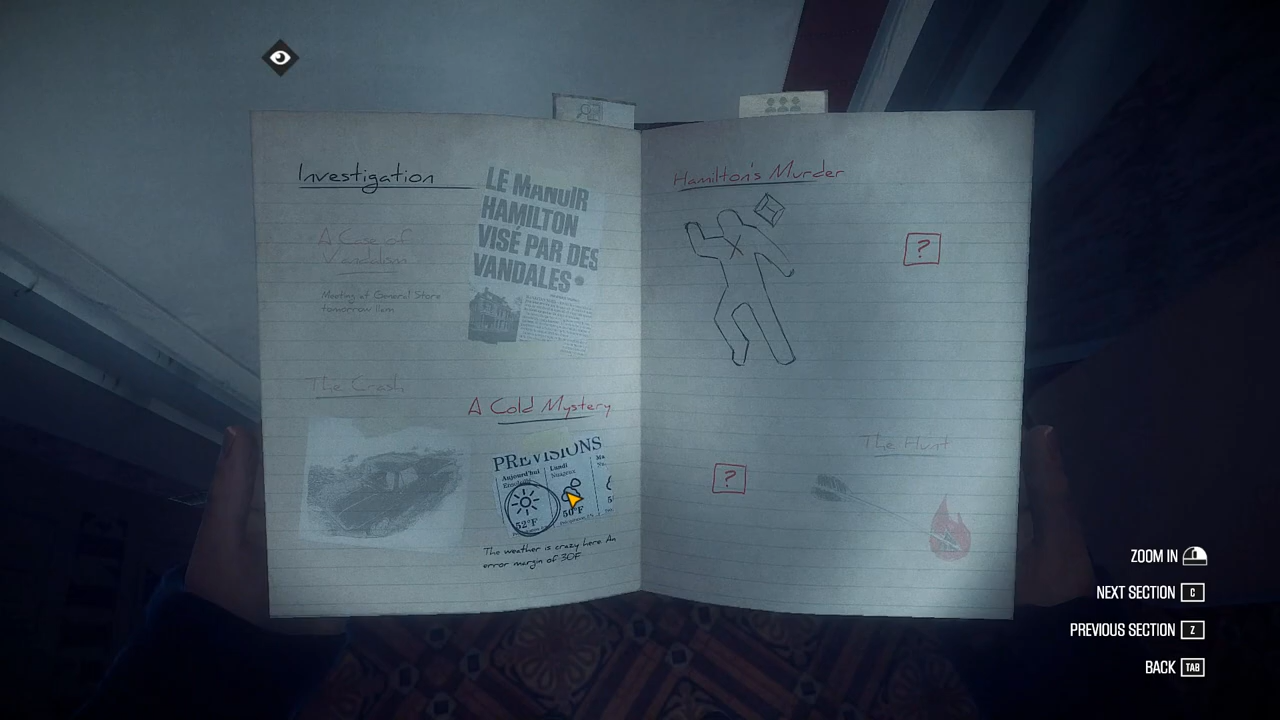 Investigation
A Case of
Vandalism
Meeting at General Store
tomorrow 11am
LE MANOIR
HAMILTON
VISÉ PAR DES
VANDALES
The Crash
A Cold Mystery
PREVISIONS
Aujourd'hui
Lundi
Nuageux
52°F
50°F
The weather is crazy here. An
error margin of 30F
Hamilton's Murder
?
?
The Hunt
ZOOM IN
NEXT SECTION C
PREVIOUS SECTION Z
BACK TAB